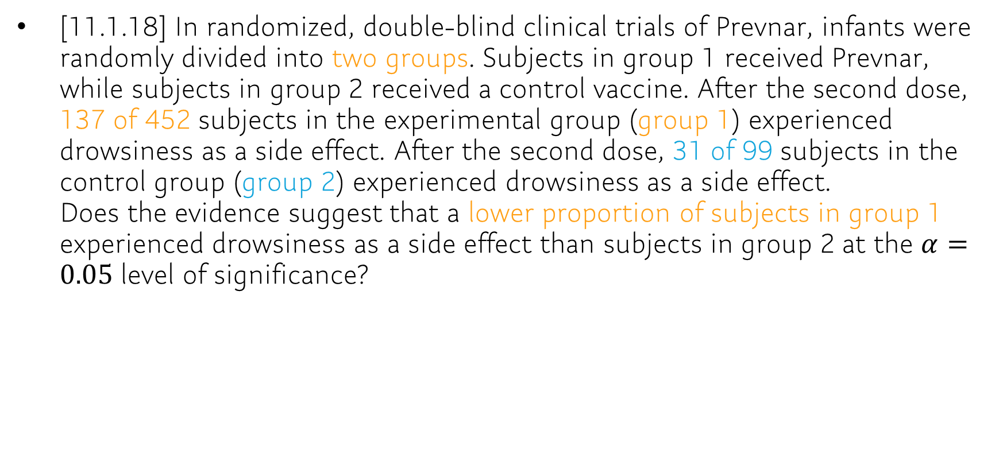 • [11.1.18] In randomized, double-blind clinical trials of Prevnar, infants were
randomly divided into two groups. Subjects in group 1 received Prevnar,
while subjects in group 2 received a control vaccine. After the second dose,
137 of 452 subjects in the experimental group (group 1) experienced
drowsiness as a side effect. After the second dose, 31 of 99 subjects in the
control group (group 2) experienced drowsiness as a side effect.
Does the evidence suggest that a lower proportion of subjects in group 1
experienced drowsiness as a side effect than subjects in group 2 at the 𝜶 =
𝟎.𝟎𝟓 level of significance?